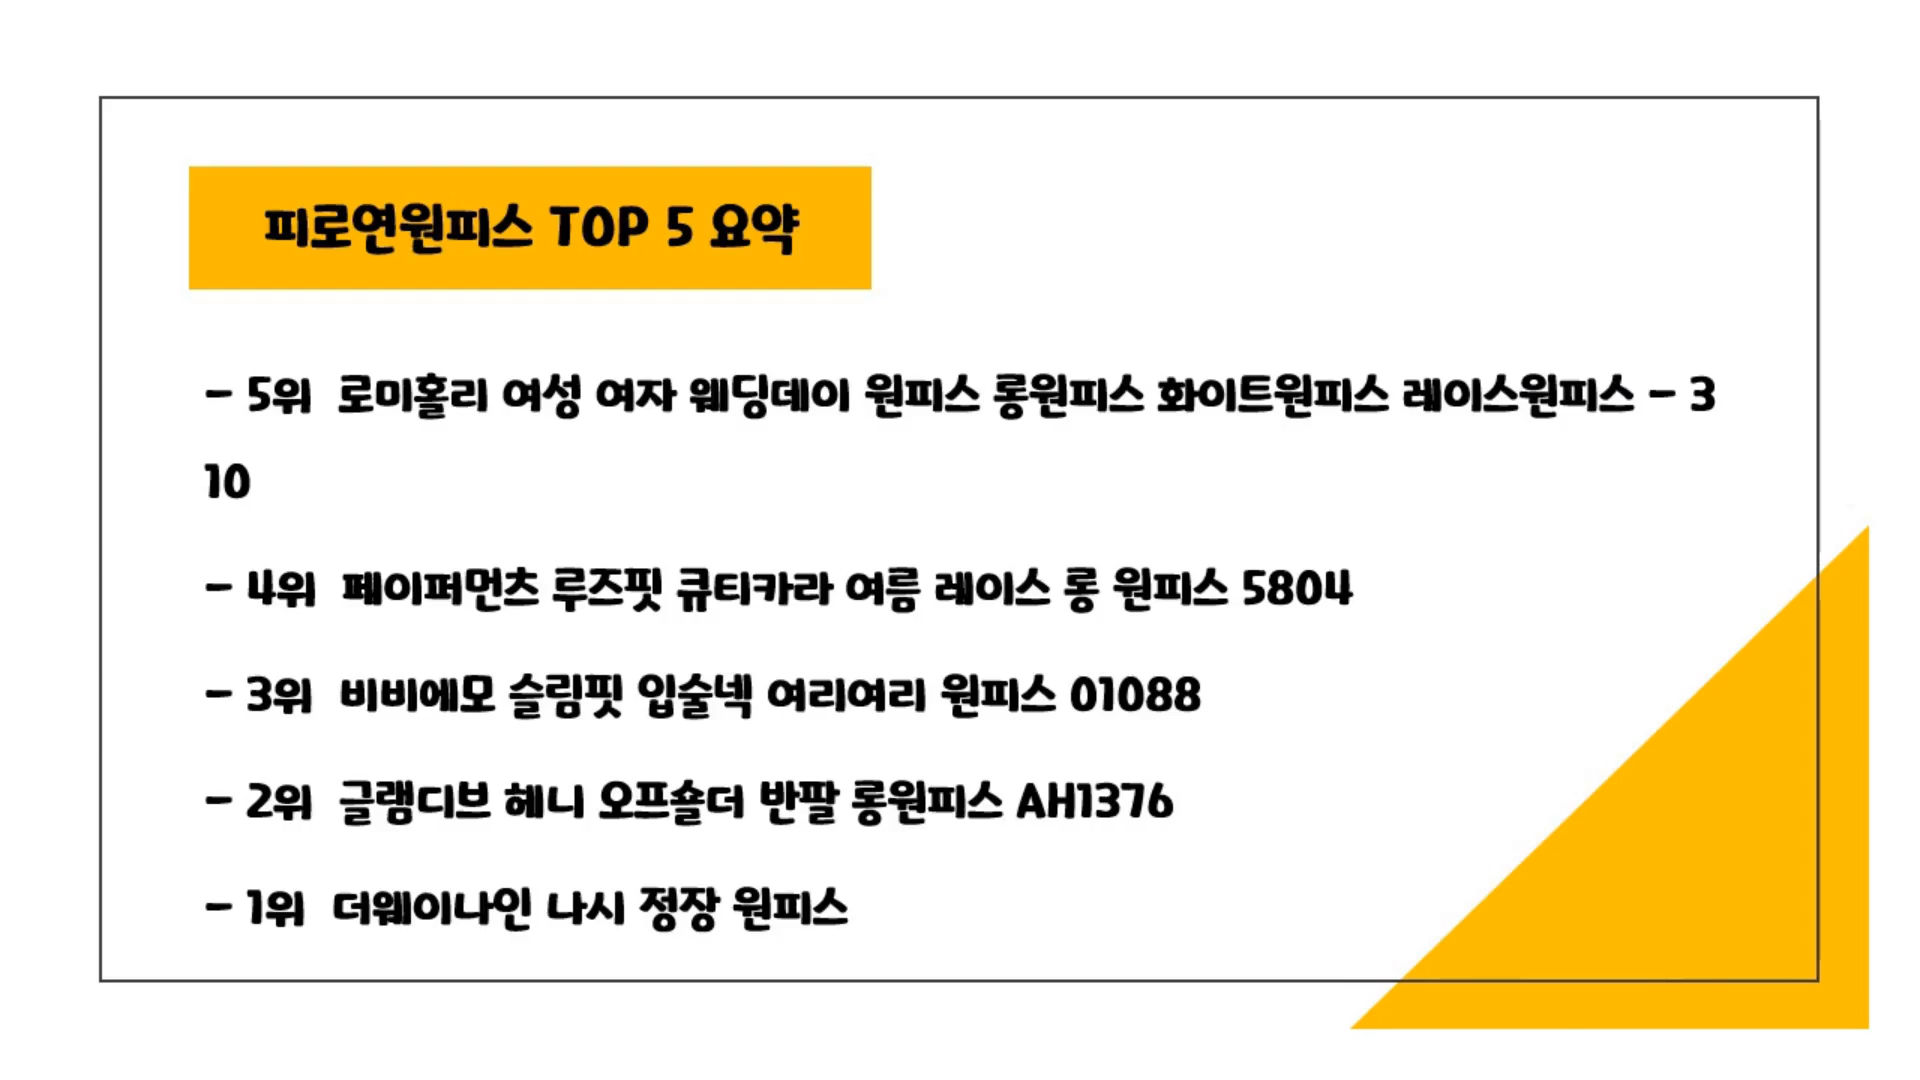 피로연원피스 TOP 5 요약
- 5위 로미홀리 여성 여자 웨딩데이 원피스 롱원피스 화이트원피스 레이스원피스 - 3
10
- 4위 페이퍼먼츠 루즈핏 큐티카라 여름 레이스 롱 원피스 5804
- 3위 비비에모 슬림핏 입술넥 여리여리 원피스 01088
- 2위 글램디브 헤니 오프숄더 반팔 롱원피스 AH1376
- 1위 더웨이나인 나시 정장 원피스